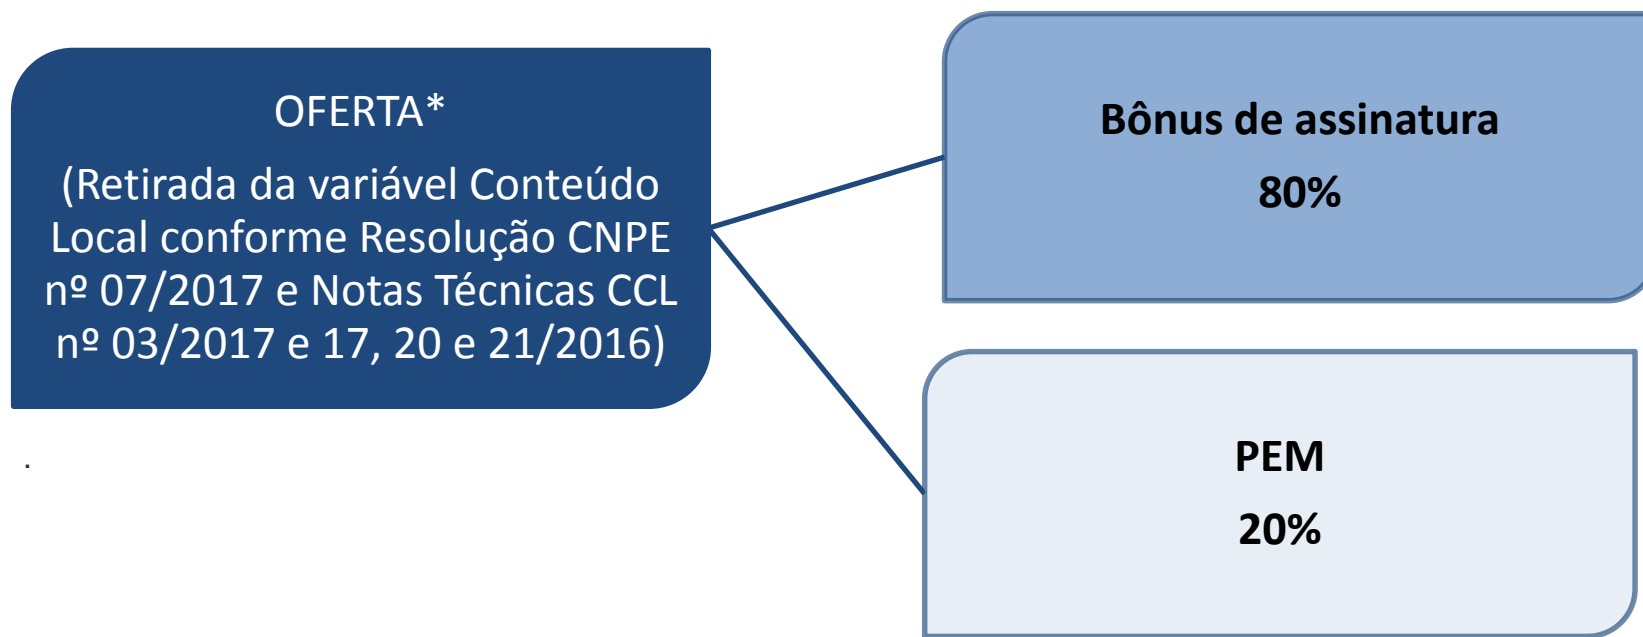 OFERTA*
(Retirada da variável Conteúdo
Local conforme Resolução CNPE
nº 07/2017 e Notas Técnicas CCL
nº 03/2017 e 17, 20 e 21/2016)
.
Bônus de assinatura
80%
PEM
20%